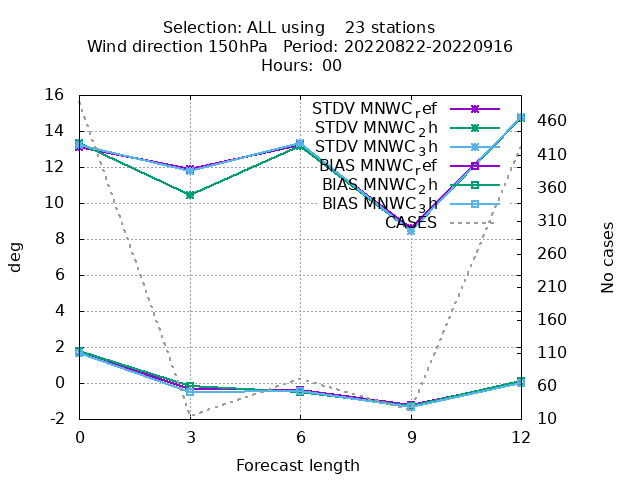 Selection: ALL using    23 stations
Wind direction 150hPa   Period: 20220822-20220916
Hours: 00
16
14
12
10
8
6
4
2
0
-2
deg
STDV MNWC_ref
STDV MNWC_2h
STDV MNWC_3h
BIAS MNWC_ref
BIAS MNWC_2h
BIAS MNWC_3h
CASES
460
410
360
310
260
210
160
110
60
10
No cases
0 3 6 9 12
Forecast length